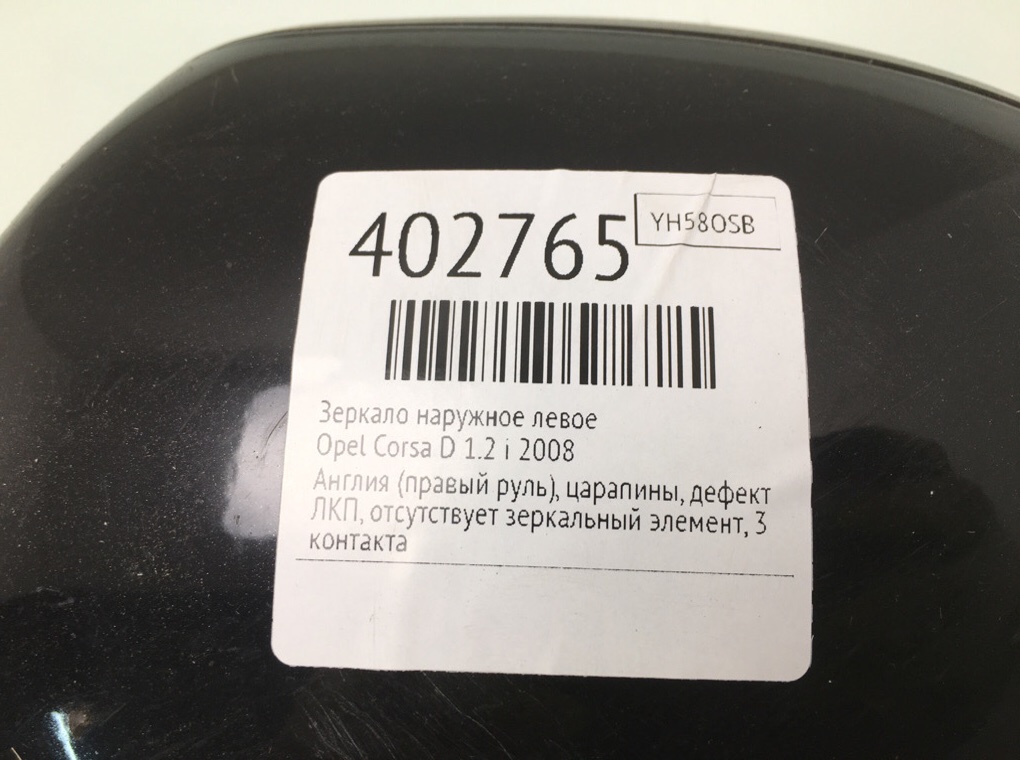 402765
YH580SB
Зеркало наружное левое
Opel Corsa D 1.2 i 2008
Англия (правый руль), царапины, дефект
ЛКП, отсутствует зеркальный элемент, 3
контакта